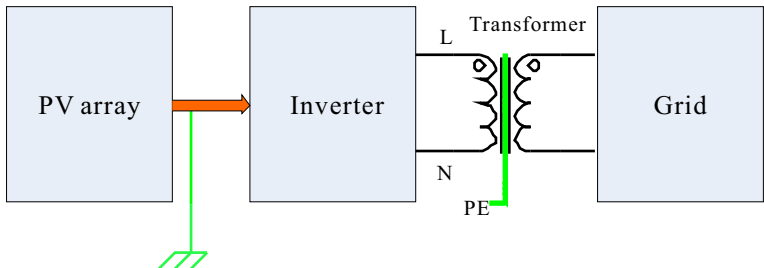 Transformer
L
PV array
Inverter
Grid
N
PE